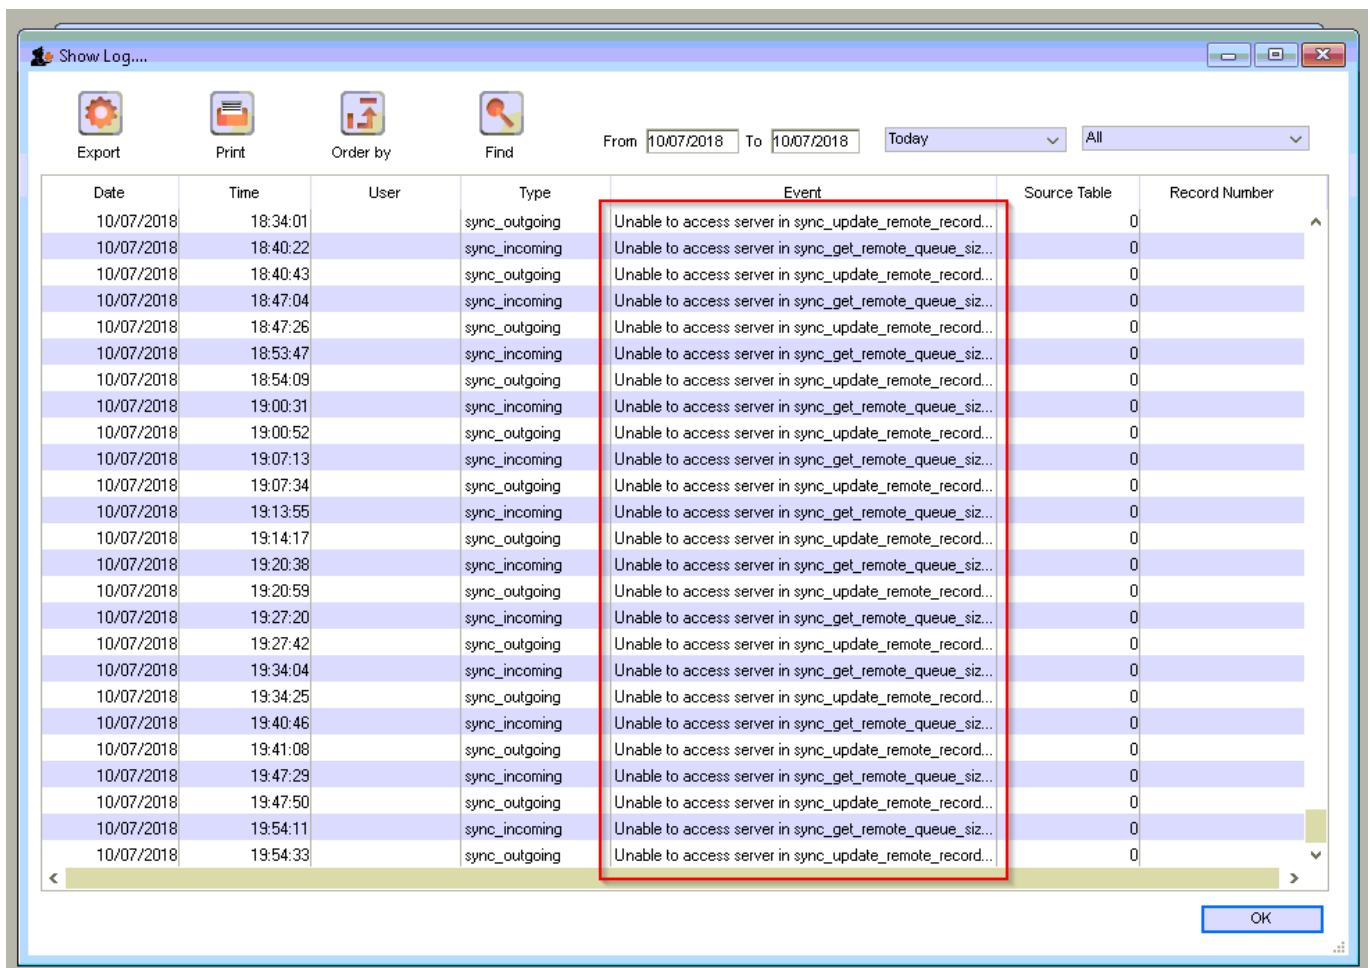 Show Log....
Export Print Order by Find From 10/07/2018 To 10/07/2018 Today All
Date Time User Type Event Source Table Record Number
10/07/2018 18:34:01 sync_outgoing Unable to access server in sync_update_remote_record... 0
10/07/2018 18:40:22 sync_incoming Unable to access server in sync_get_remote_queue_siz... 0
10/07/2018 18:40:43 sync_outgoing Unable to access server in sync_update_remote_record... 0
10/07/2018 18:47:04 sync_incoming Unable to access server in sync_get_remote_queue_siz... 0
10/07/2018 18:47:26 sync_outgoing Unable to access server in sync_update_remote_record... 0
10/07/2018 18:53:47 sync_incoming Unable to access server in sync_get_remote_queue_siz... 0
10/07/2018 18:54:09 sync_outgoing Unable to access server in sync_update_remote_record... 0
10/07/2018 19:00:31 sync_incoming Unable to access server in sync_get_remote_queue_siz... 0
10/07/2018 19:00:52 sync_outgoing Unable to access server in sync_update_remote_record... 0
10/07/2018 19:07:13 sync_incoming Unable to access server in sync_get_remote_queue_siz... 0
10/07/2018 19:07:34 sync_outgoing Unable to access server in sync_update_remote_record... 0
10/07/2018 19:13:55 sync_incoming Unable to access server in sync_get_remote_queue_siz... 0
10/07/2018 19:14:17 sync_outgoing Unable to access server in sync_update_remote_record... 0
10/07/2018 19:20:38 sync_incoming Unable to access server in sync_get_remote_queue_siz... 0
10/07/2018 19:20:59 sync_outgoing Unable to access server in sync_update_remote_record... 0
10/07/2018 19:27:20 sync_incoming Unable to access server in sync_get_remote_queue_siz... 0
10/07/2018 19:27:42 sync_outgoing Unable to access server in sync_update_remote_record... 0
10/07/2018 19:34:04 sync_incoming Unable to access server in sync_get_remote_queue_siz... 0
10/07/2018 19:34:25 sync_outgoing Unable to access server in sync_update_remote_record... 0
10/07/2018 19:40:46 sync_incoming Unable to access server in sync_get_remote_queue_siz... 0
10/07/2018 19:41:08 sync_outgoing Unable to access server in sync_update_remote_record... 0
10/07/2018 19:47:29 sync_incoming Unable to access server in sync_get_remote_queue_siz... 0
10/07/2018 19:47:50 sync_outgoing Unable to access server in sync_update_remote_record... 0
10/07/2018 19:54:11 sync_incoming Unable to access server in sync_get_remote_queue_siz... 0
10/07/2018 19:54:33 sync_outgoing Unable to access server in sync_update_remote_record... 0
OK